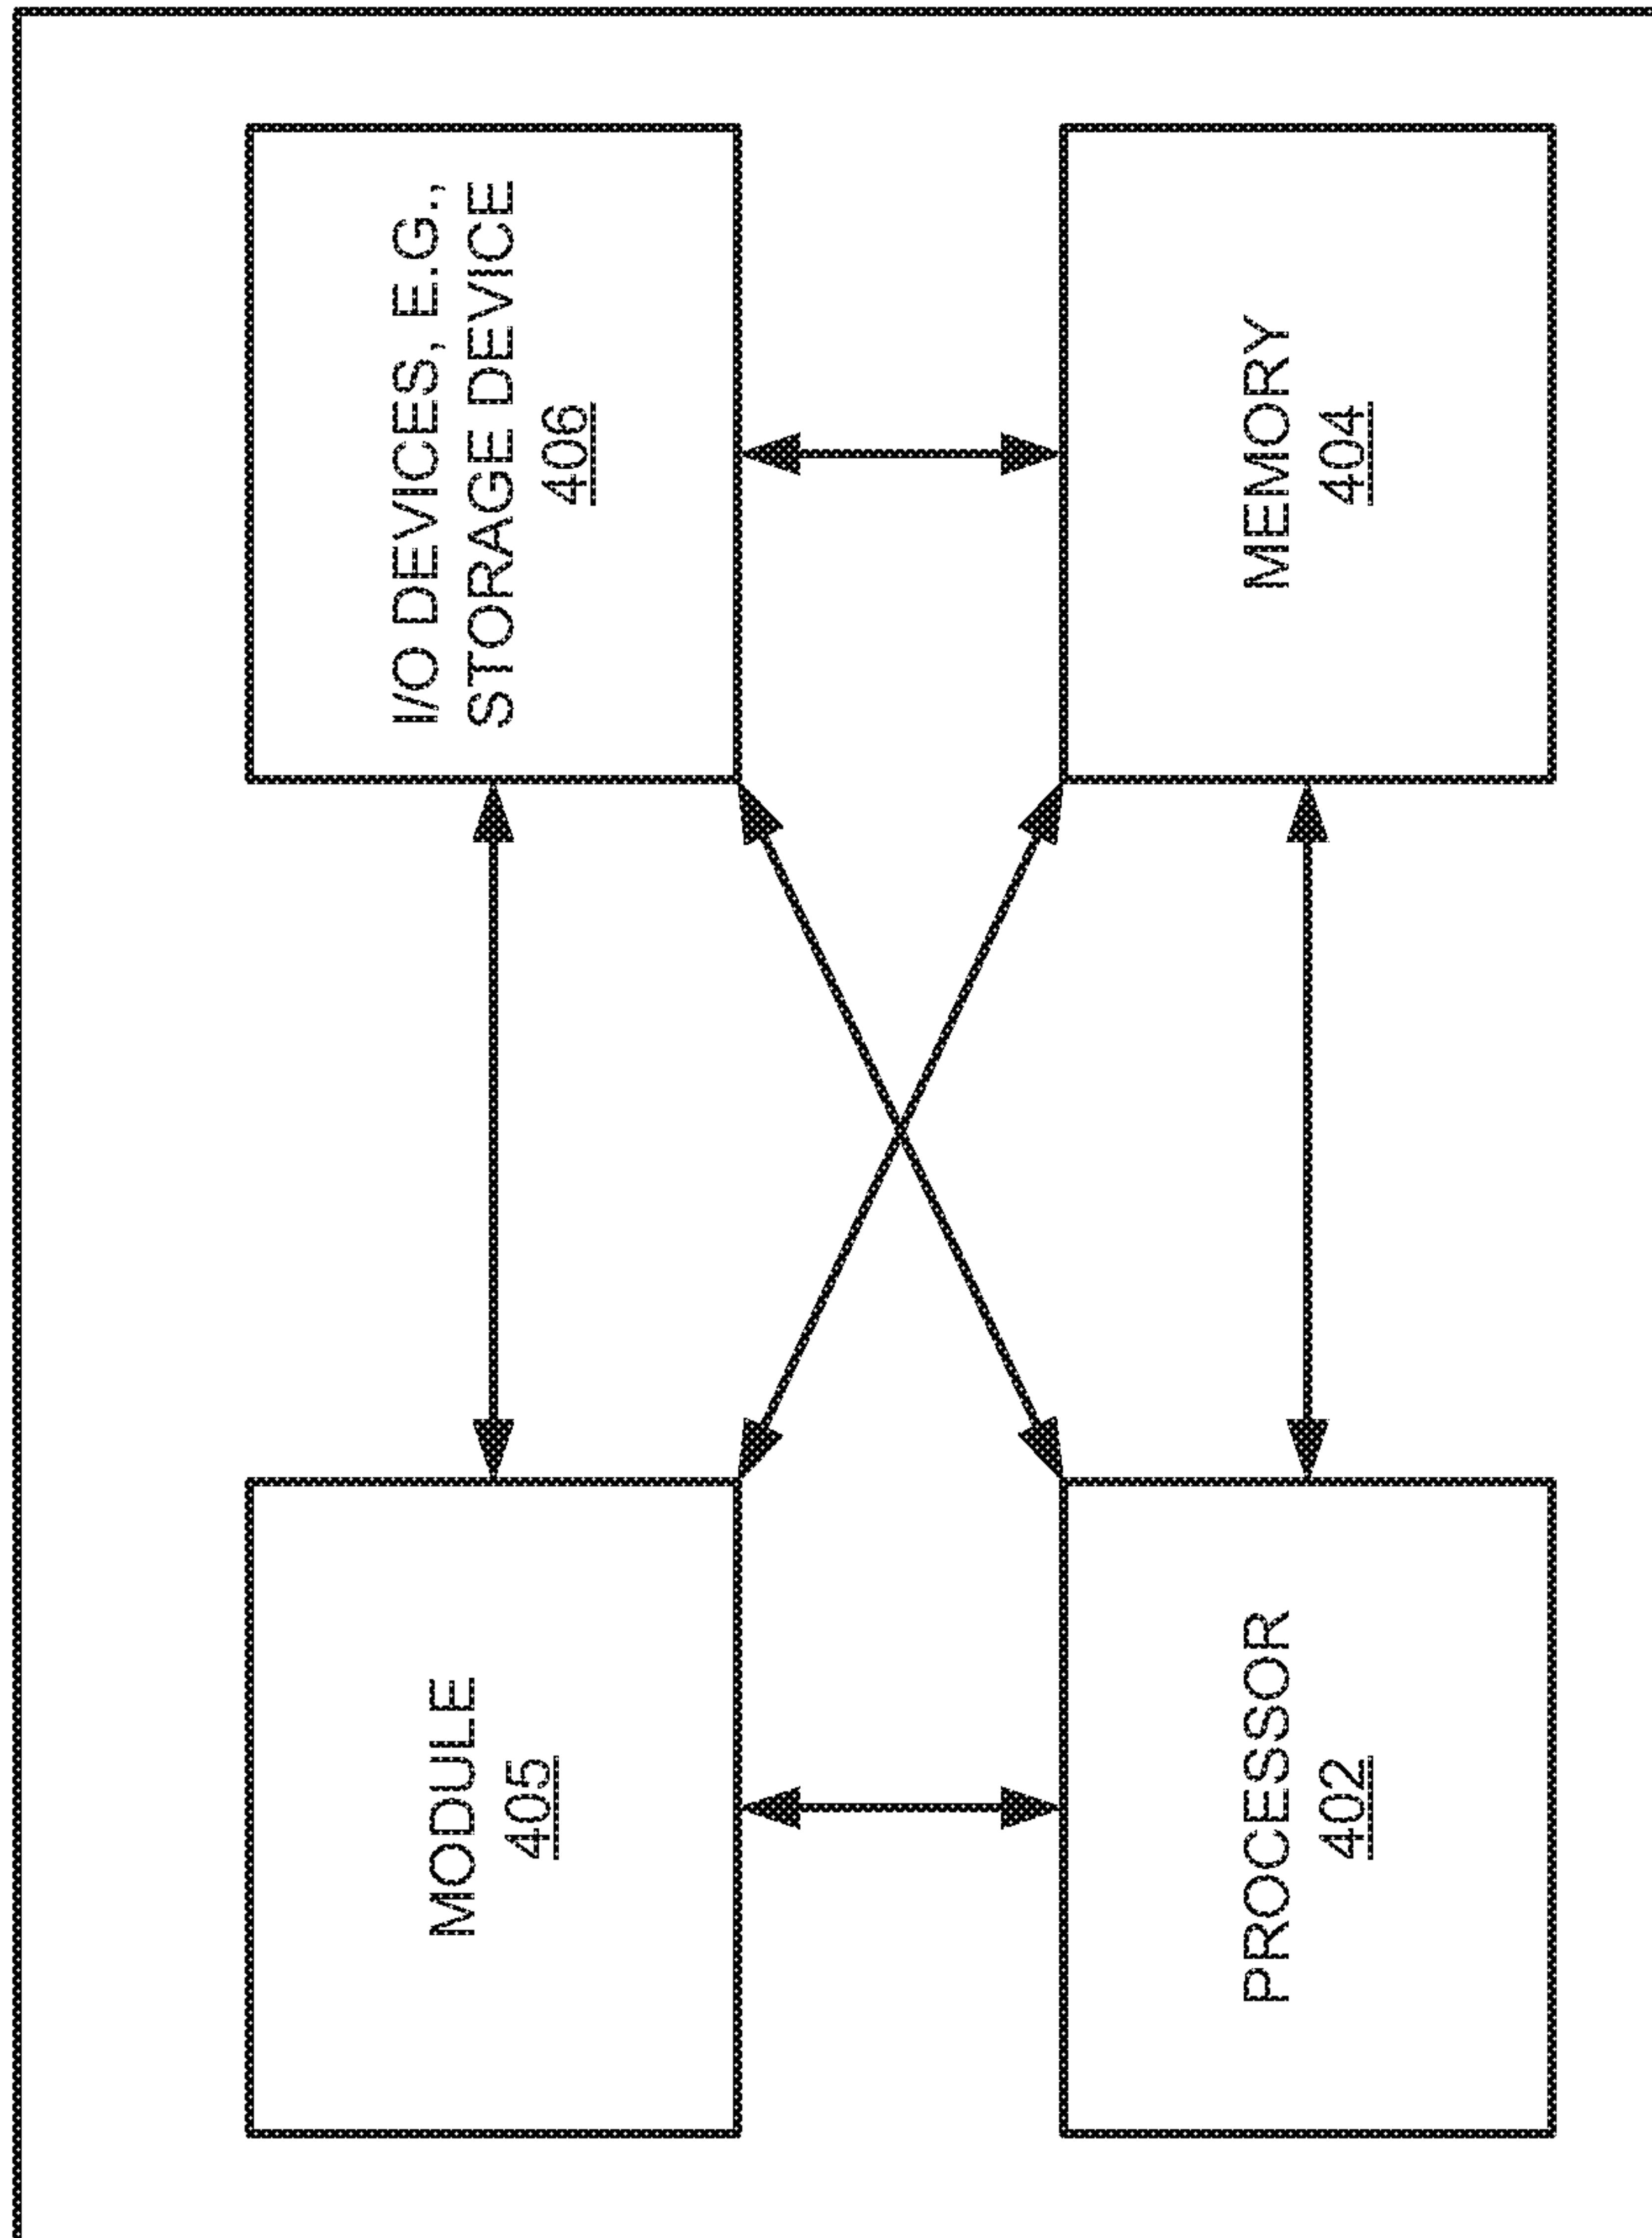 MODULE
405
I/O DEVICES, E.G.,
STORAGE DEVICE
406
PROCESSOR
402
MEMORY
404